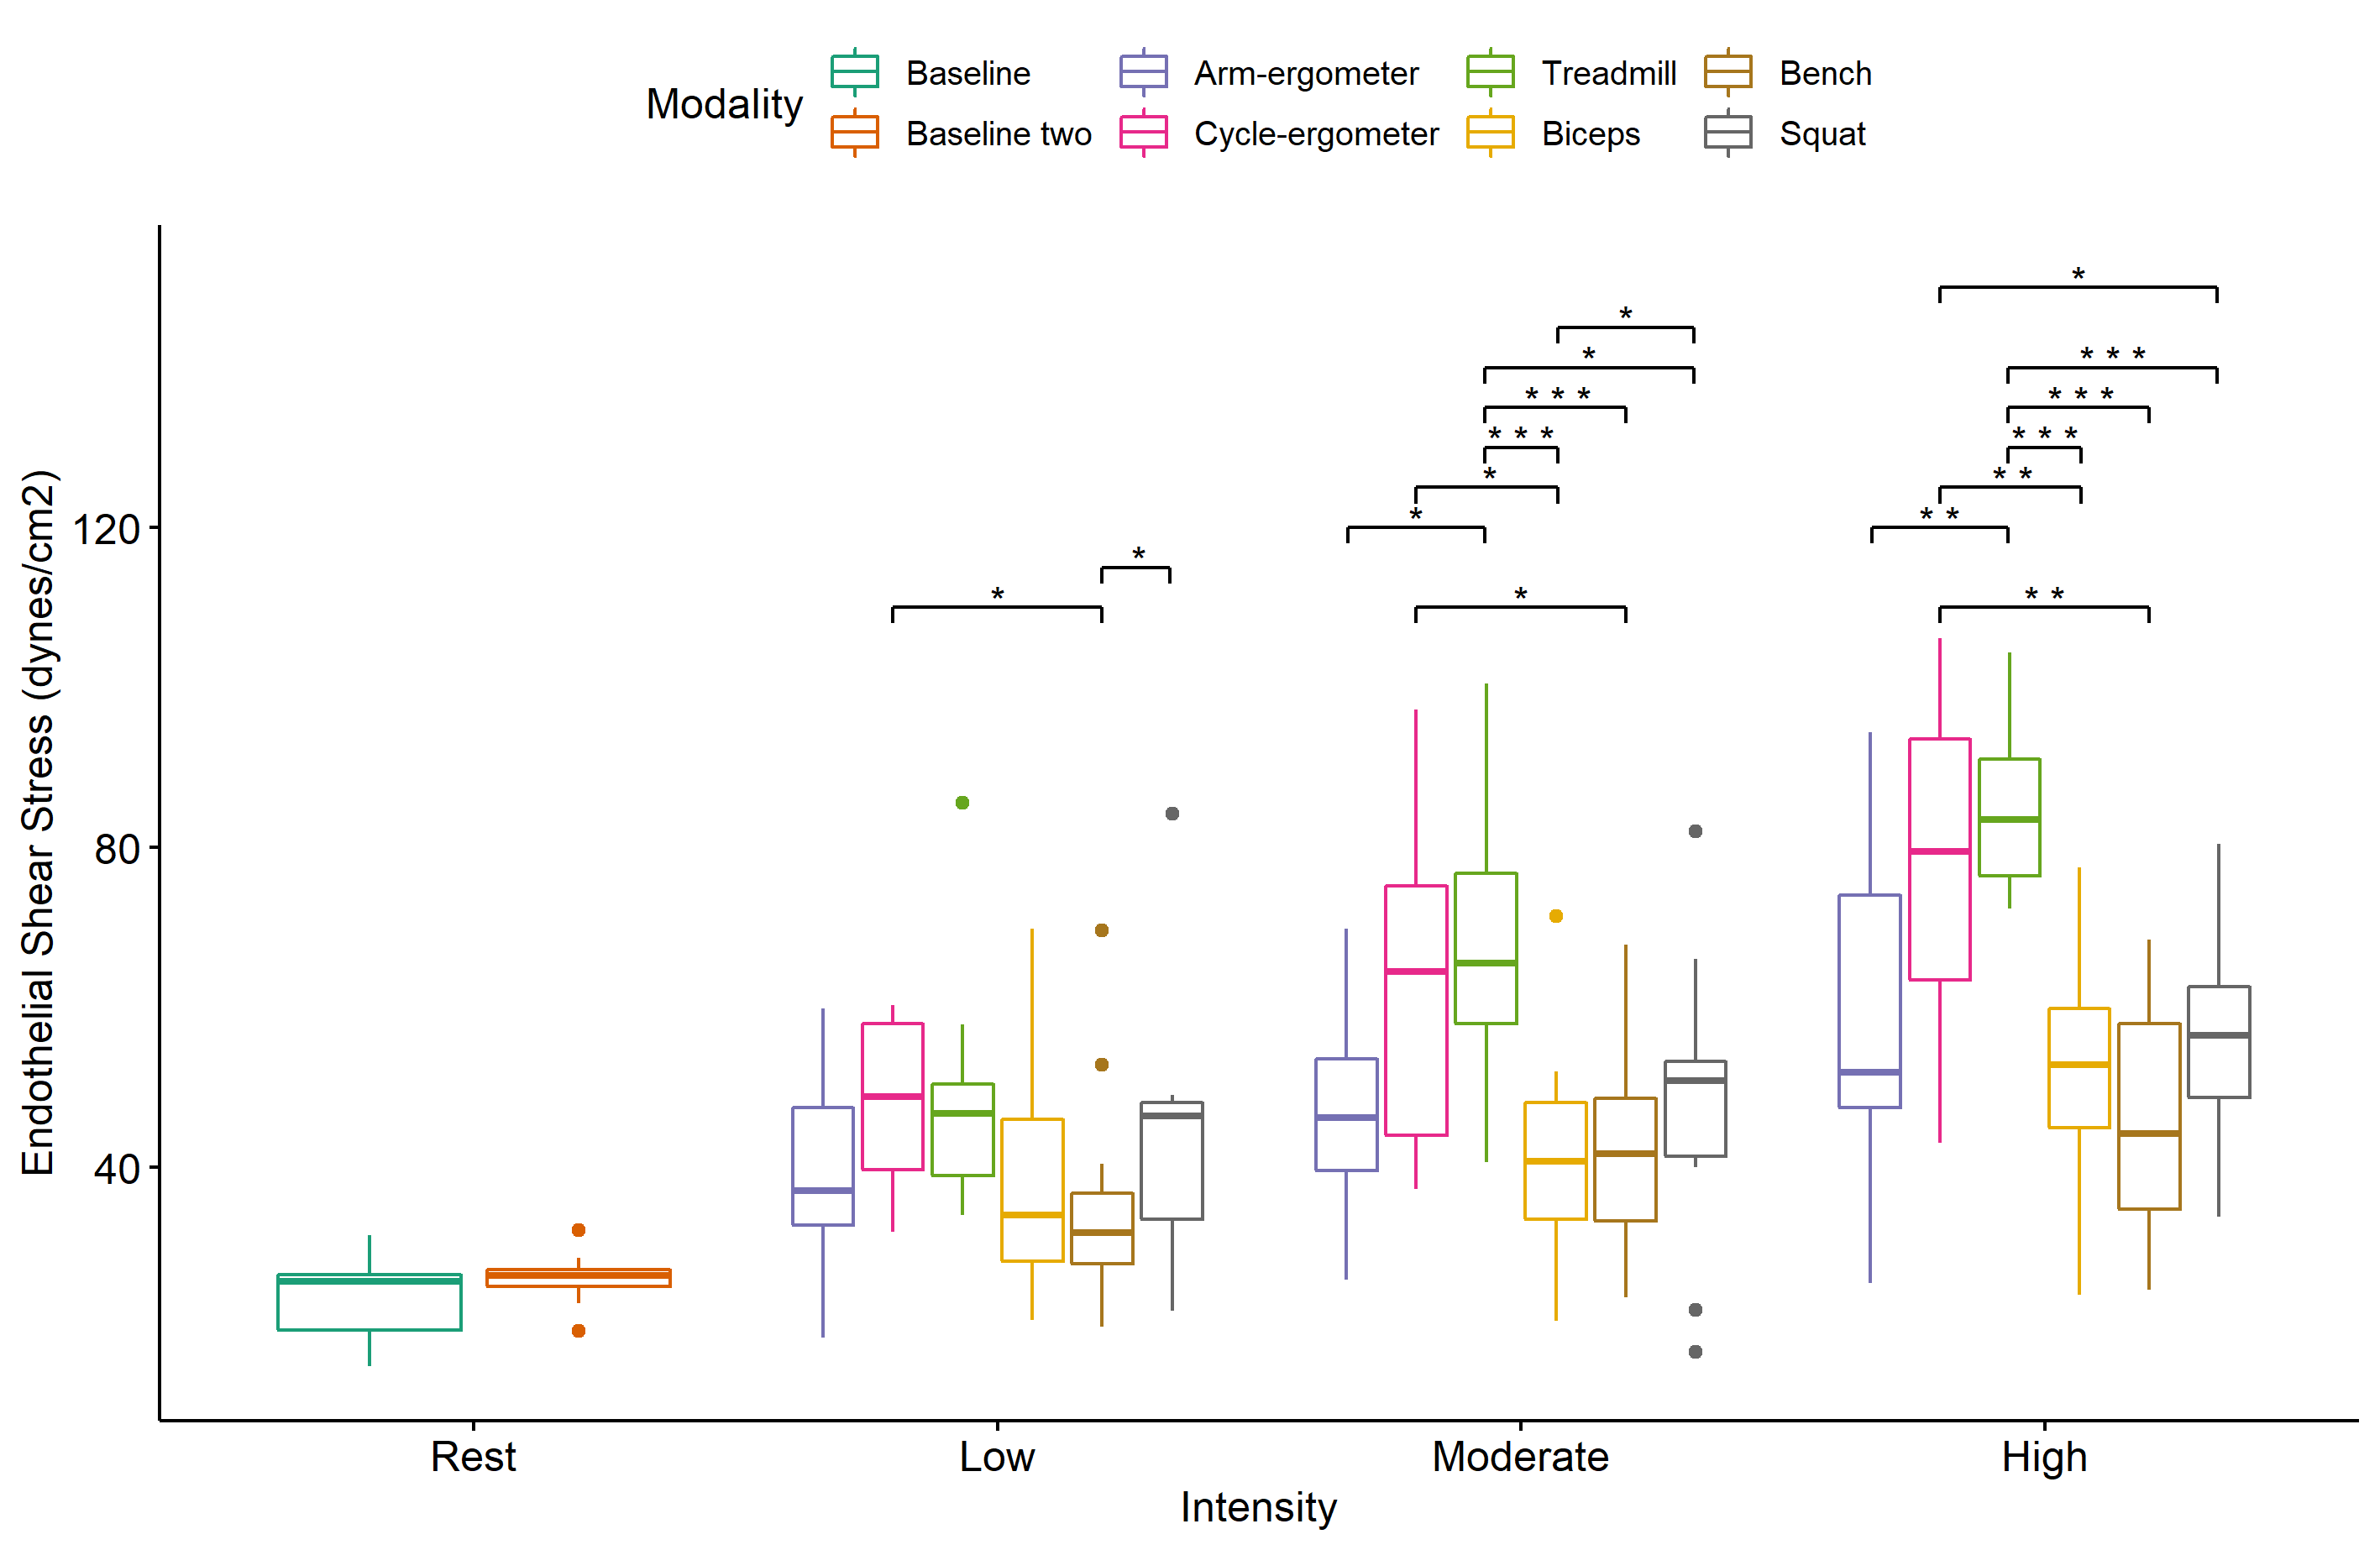 Modality
Baseline
Arm-ergometer
Treadmill
Bench
Baseline two
Cycle-ergometer
Biceps
Squat
*
*
* * *
*
* * *
* * *
* * *
* * *
*
* *
*
* *
*
*
*
* *
Endothelial Shear Stress (dynes/cm2)
120
80
40
Rest
Low
Moderate
High
Intensity